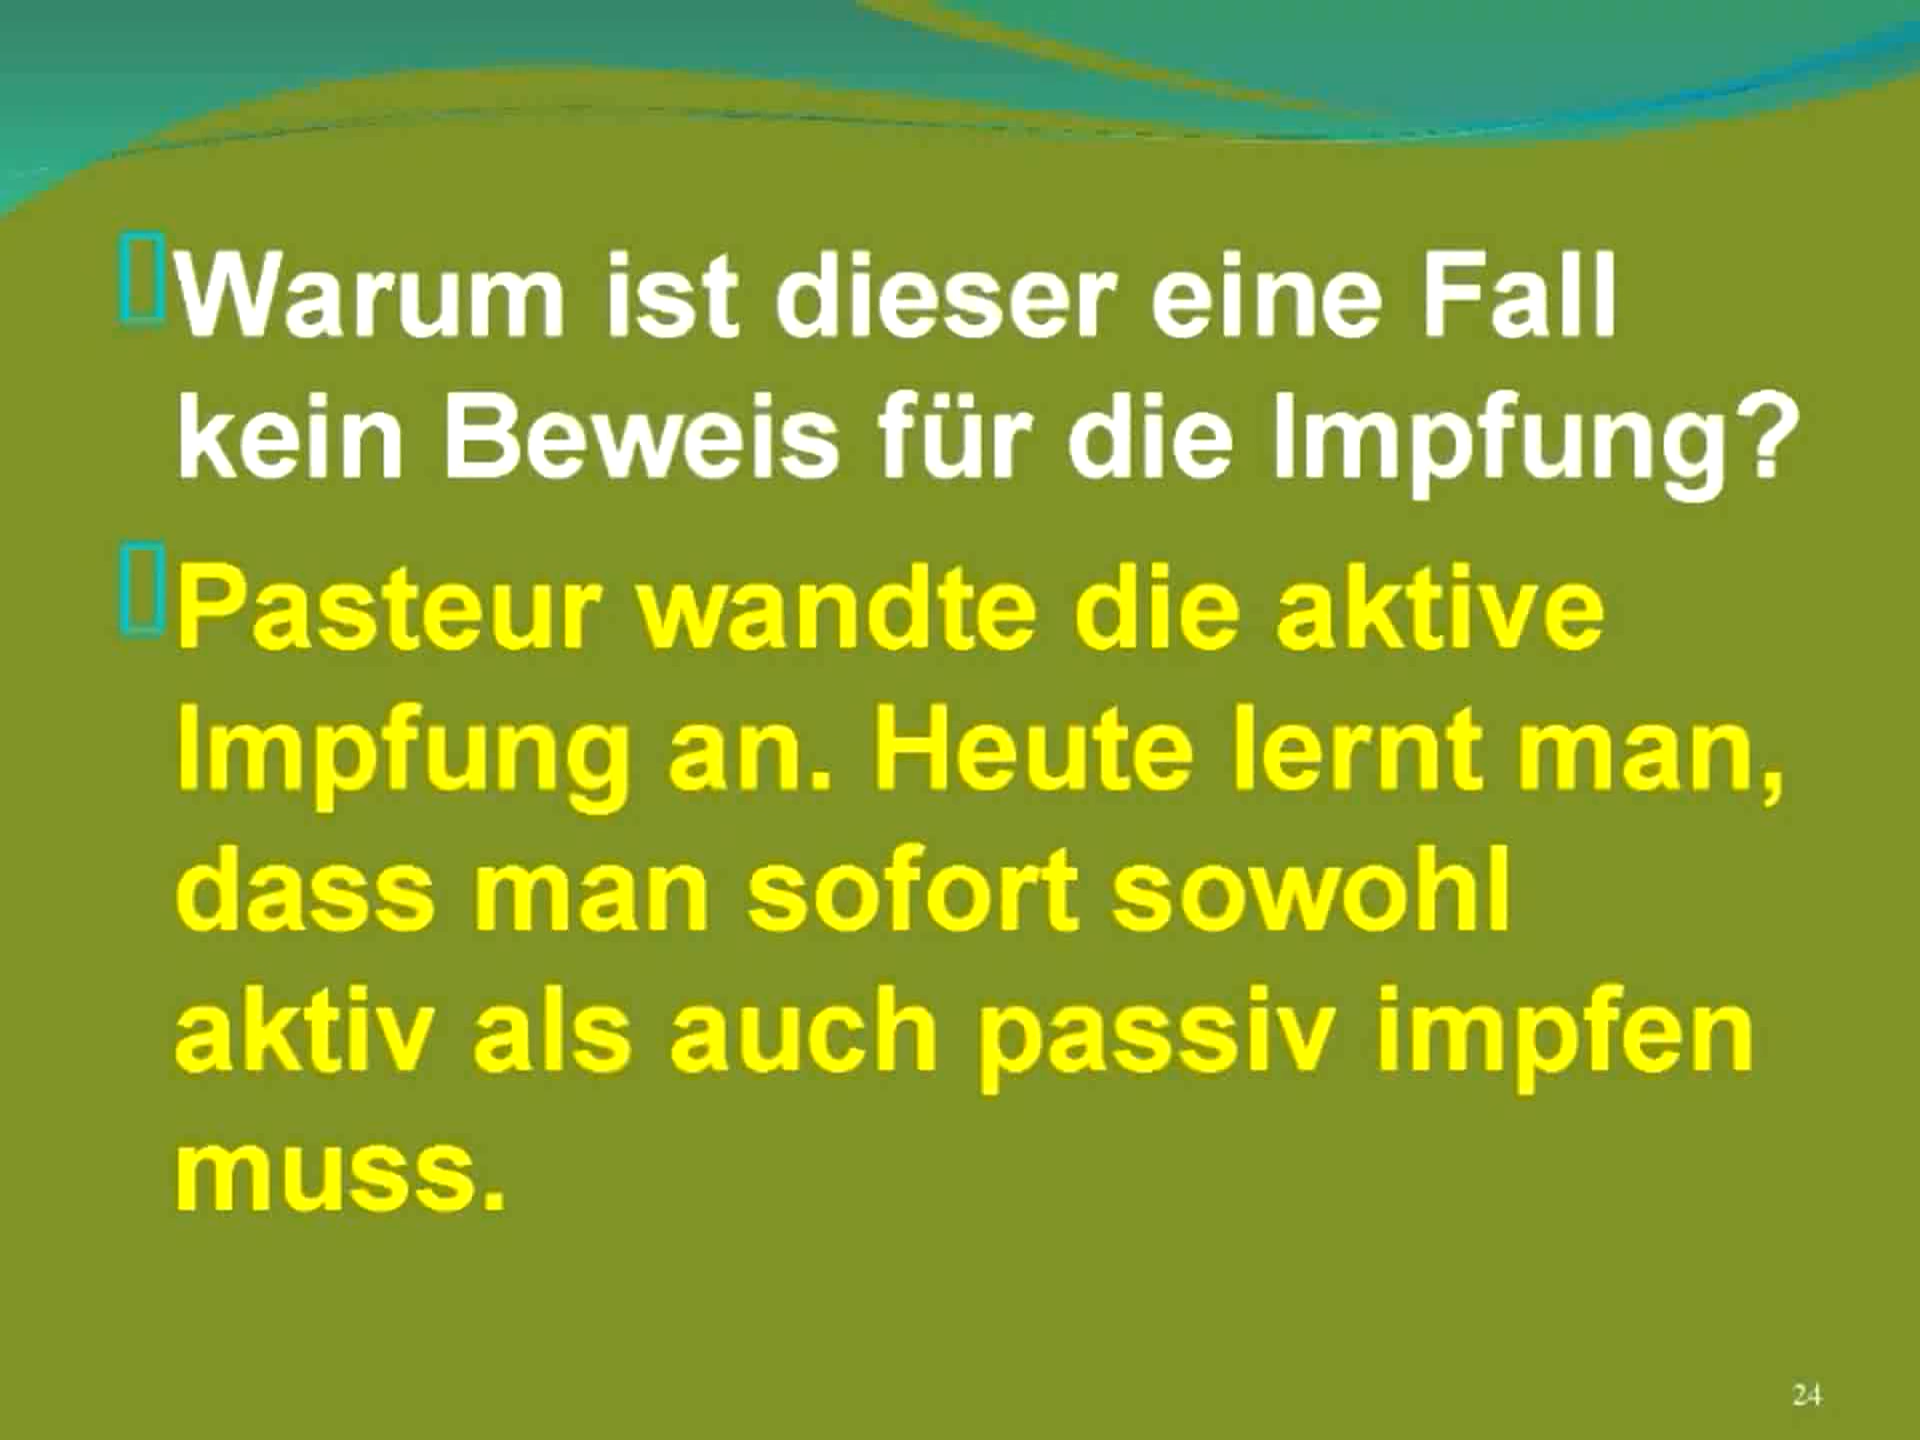 Warum ist dieser eine Fall
kein Beweis für die Impfung?
Pasteur wandte die aktive
Impfung an. Heute lernt man,
dass man sofort sowohl
aktiv als auch passiv impfen
muss.
24